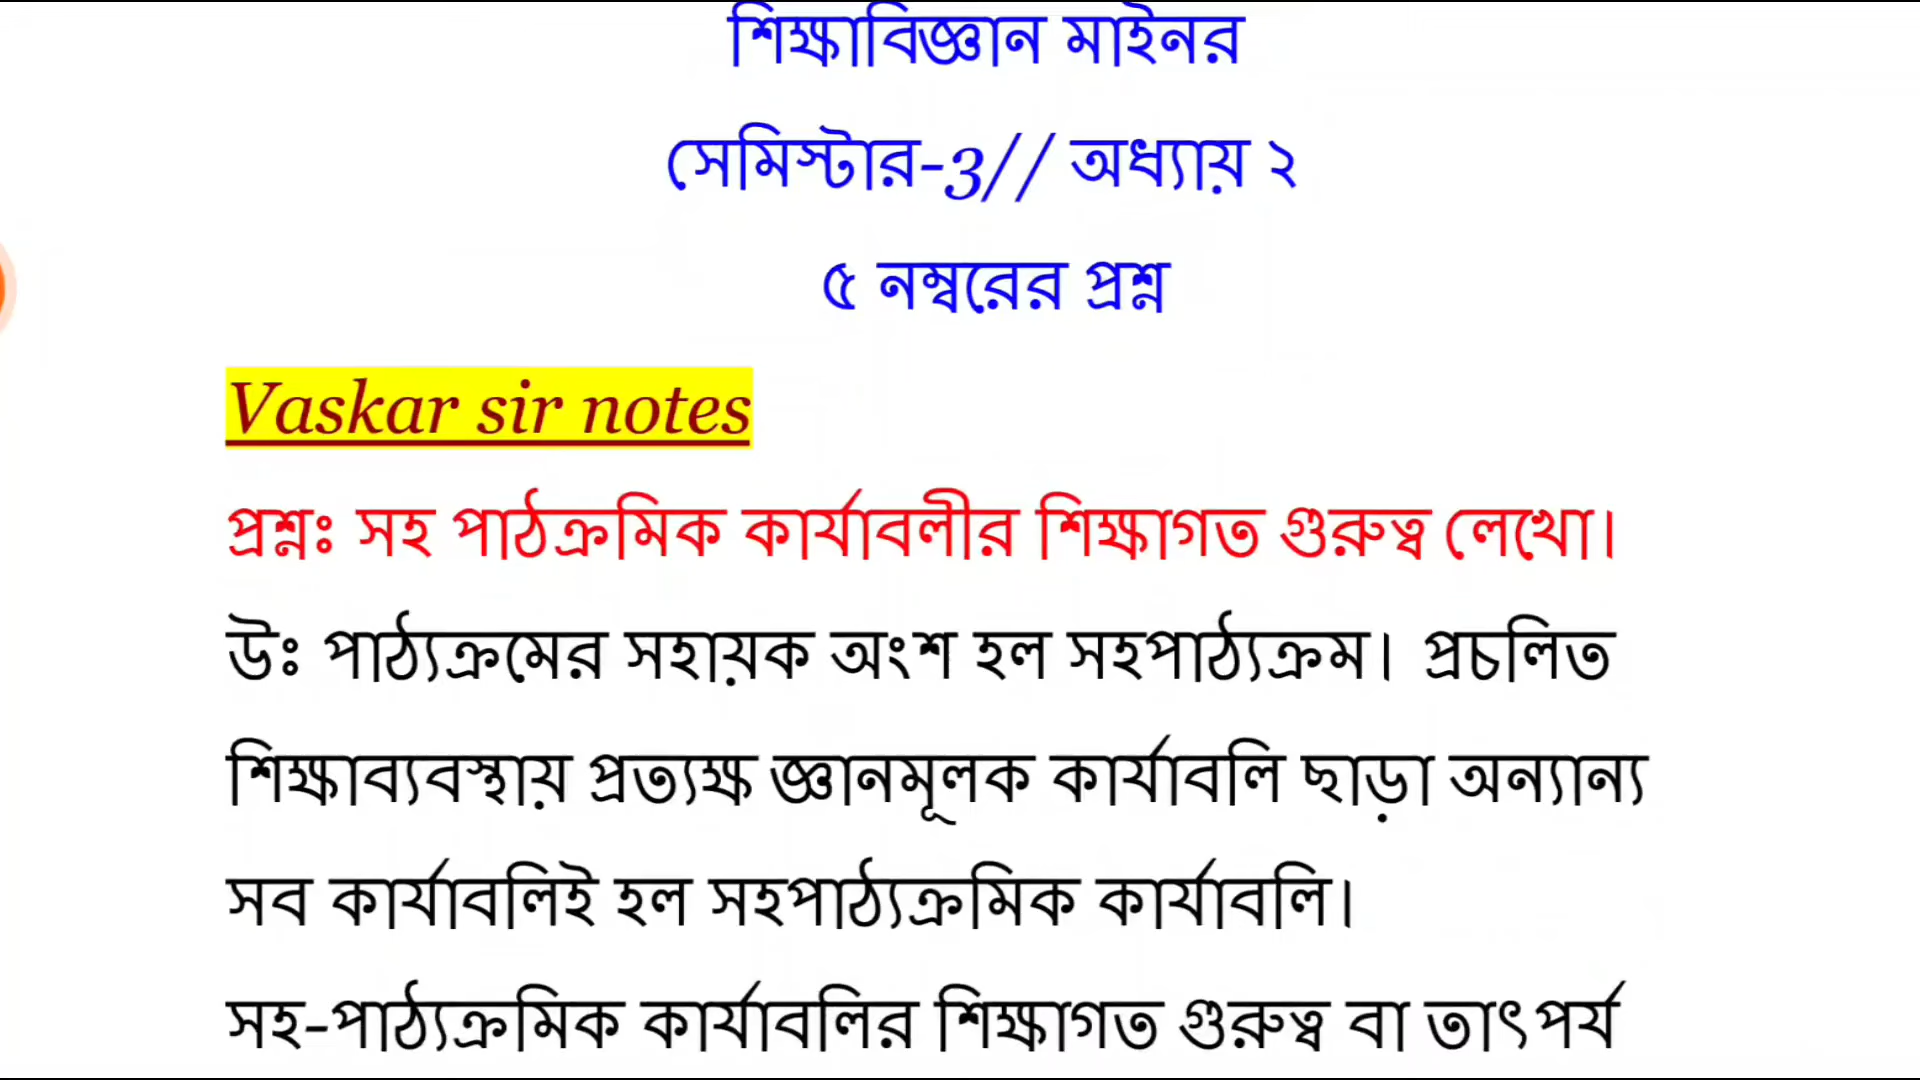 শিক্ষাবিজ্ঞান মাইনর
সেমিস্টার-3// অধ্যায় ২
৫ নম্বরের প্রশ্ন
Vaskar sir notes
প্রশ্নঃ সহ পাঠক্রমিক কার্যাবলীর শিক্ষাগত গুরুত্ব লেখো।
উঃ পাঠ্যক্রমের সহায়ক অংশ হল সহপাঠ্যক্রম। প্রচলিত
শিক্ষাব্যবস্থায় প্রত্যক্ষ জ্ঞানমূলক কার্যাবলি ছাড়া অন্যান্য
সব কার্যাবলিই হল সহপাঠ্যক্রমিক কার্যাবলি।
সহ-পাঠ্যক্রমিক কার্যাবলির শিক্ষাগত গুরুত্ব বা তাৎপর্য